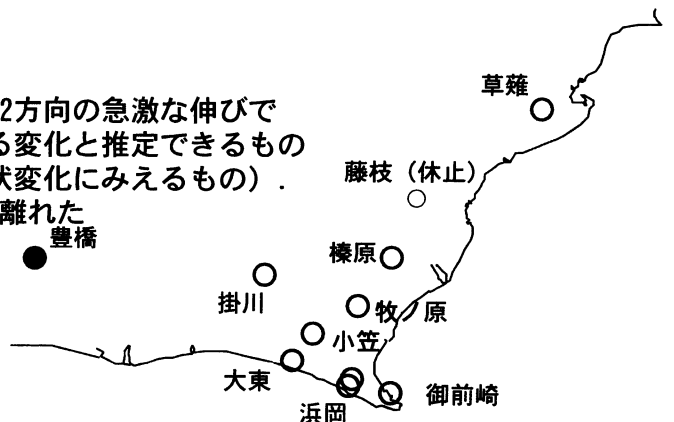 草薙
2方向の急激な伸びで
る変化と推定できるもの
状変化にみえるもの）．
離れた
藤枝（休止）
豊橋
榛原
掛川
牧ノ原
小笠
大東
御前崎
浜岡